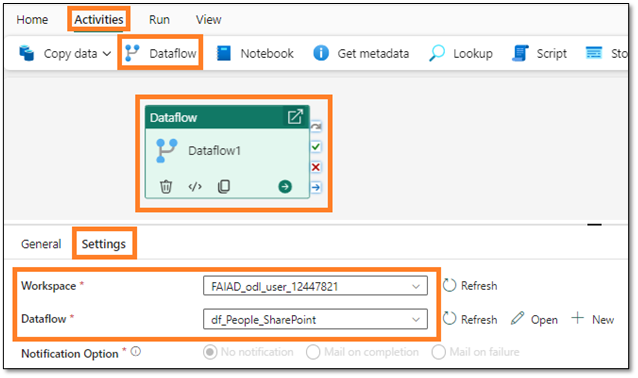 Home Activities Run View
Copy data Dataflow Notebook Get metadata Lookup Script Sto
Dataflow
Dataflow1
General Settings
Workspace * FAIAD_odl_user_12447821 Refresh
Dataflow * df_People_SharePoint Refresh Open New
Notification Option * No notification Mail on completion Mail on failure